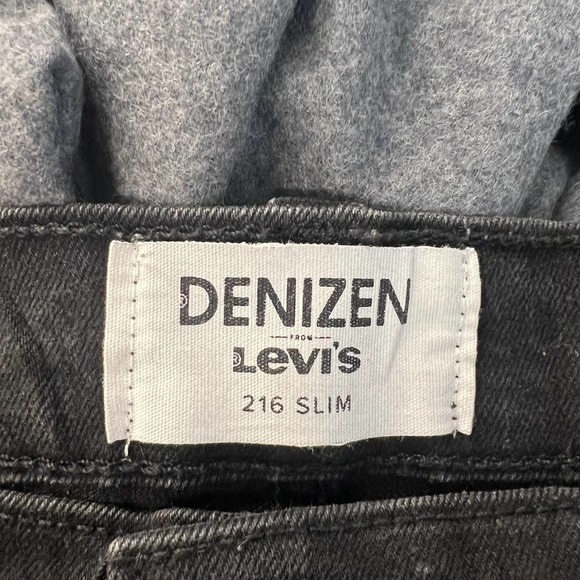 ®DENIZEN
FROM
®Levi's
216 SLIM